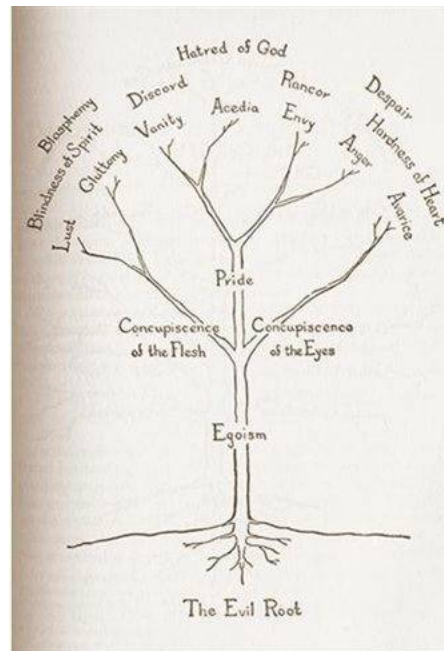 Hatred of God
Blasphemy
Discord
Rancor
Despair
Blindness of Spirit
Gluttony
Vanity
Acedia
Envy
Anger
Hardness of Heart
Lust
Avarice
Pride
Concupiscence
of the Flesh
Concupiscence
of the Eyes
Egoism
The Evil Root